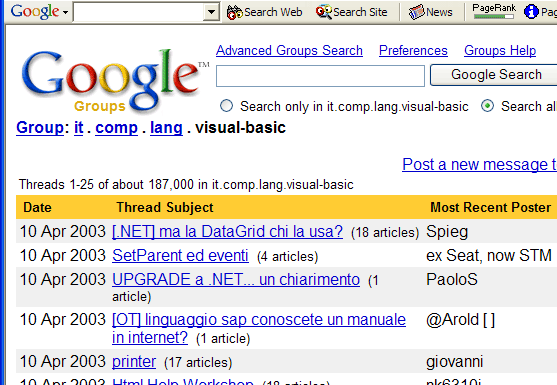 Google Search Web Search Site News PageRank Pag
Advanced Groups Search Preferences Groups Help
Google™
Groups
Google Search
Search only in it.comp.lang.visual-basic Search all
Group: it . comp . lang . visual-basic
Post a new message t
Threads 1-25 of about 187,000 in it.comp.lang.visual-basic
Date Thread Subject Most Recent Poster
10 Apr 2003 [.NET] ma la DataGrid chi la usa? (18 articles) Spieg
10 Apr 2003 SetParent ed eventi (4 articles) ex Seat, now STM
10 Apr 2003 UPGRADE a .NET... un chiarimento (1 PaoloS
article)
10 Apr 2003 [OT] linguaggio sap conoscete un manuale @Arold [ ]
in internet? (1 article)
10 Apr 2003 printer (17 articles) giovanni
10 Apr 2003 Html Help Workshop (18 articles) nk6310i